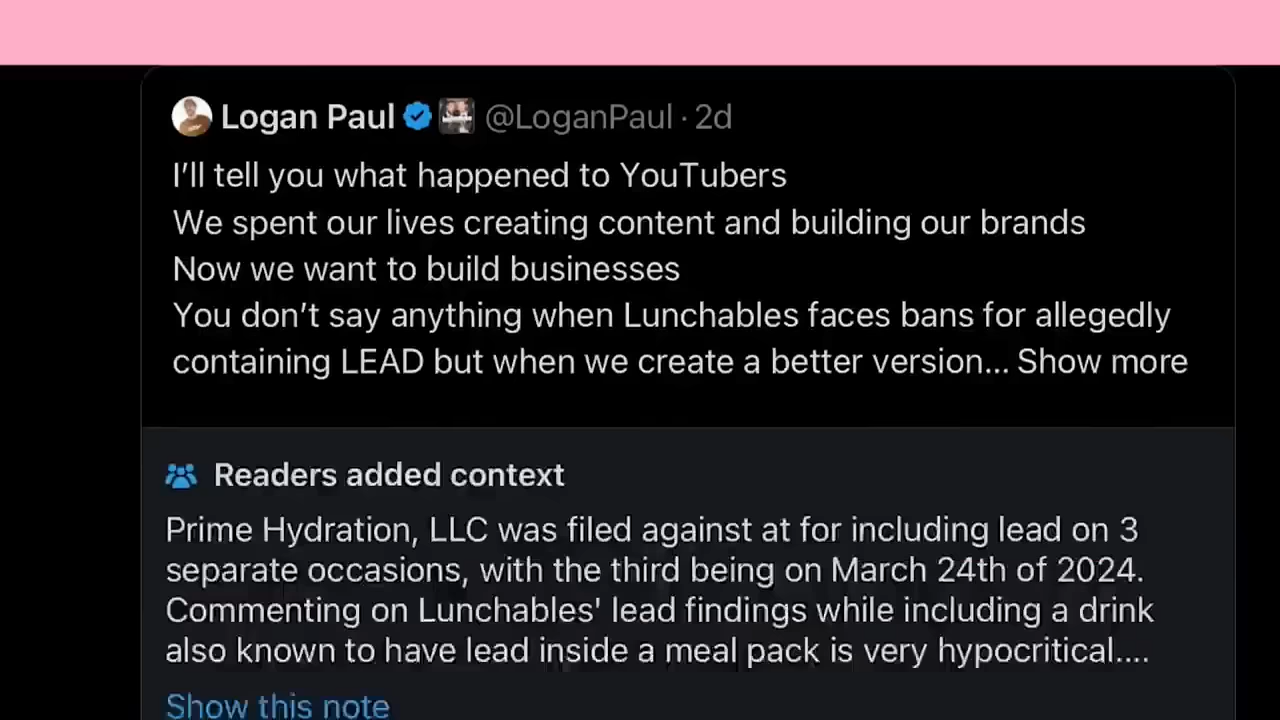 Logan Paul @LoganPaul · 2d
I’ll tell you what happened to YouTubers
We spent our lives creating content and building our brands
Now we want to build businesses
You don’t say anything when Lunchables faces bans for allegedly
containing LEAD but when we create a better version... Show more
Readers added context
Prime Hydration, LLC was filed against at for including lead on 3
separate occasions, with the third being on March 24th of 2024.
Commenting on Lunchables' lead findings while including a drink
also known to have lead inside a meal pack is very hypocritical....
Show this note